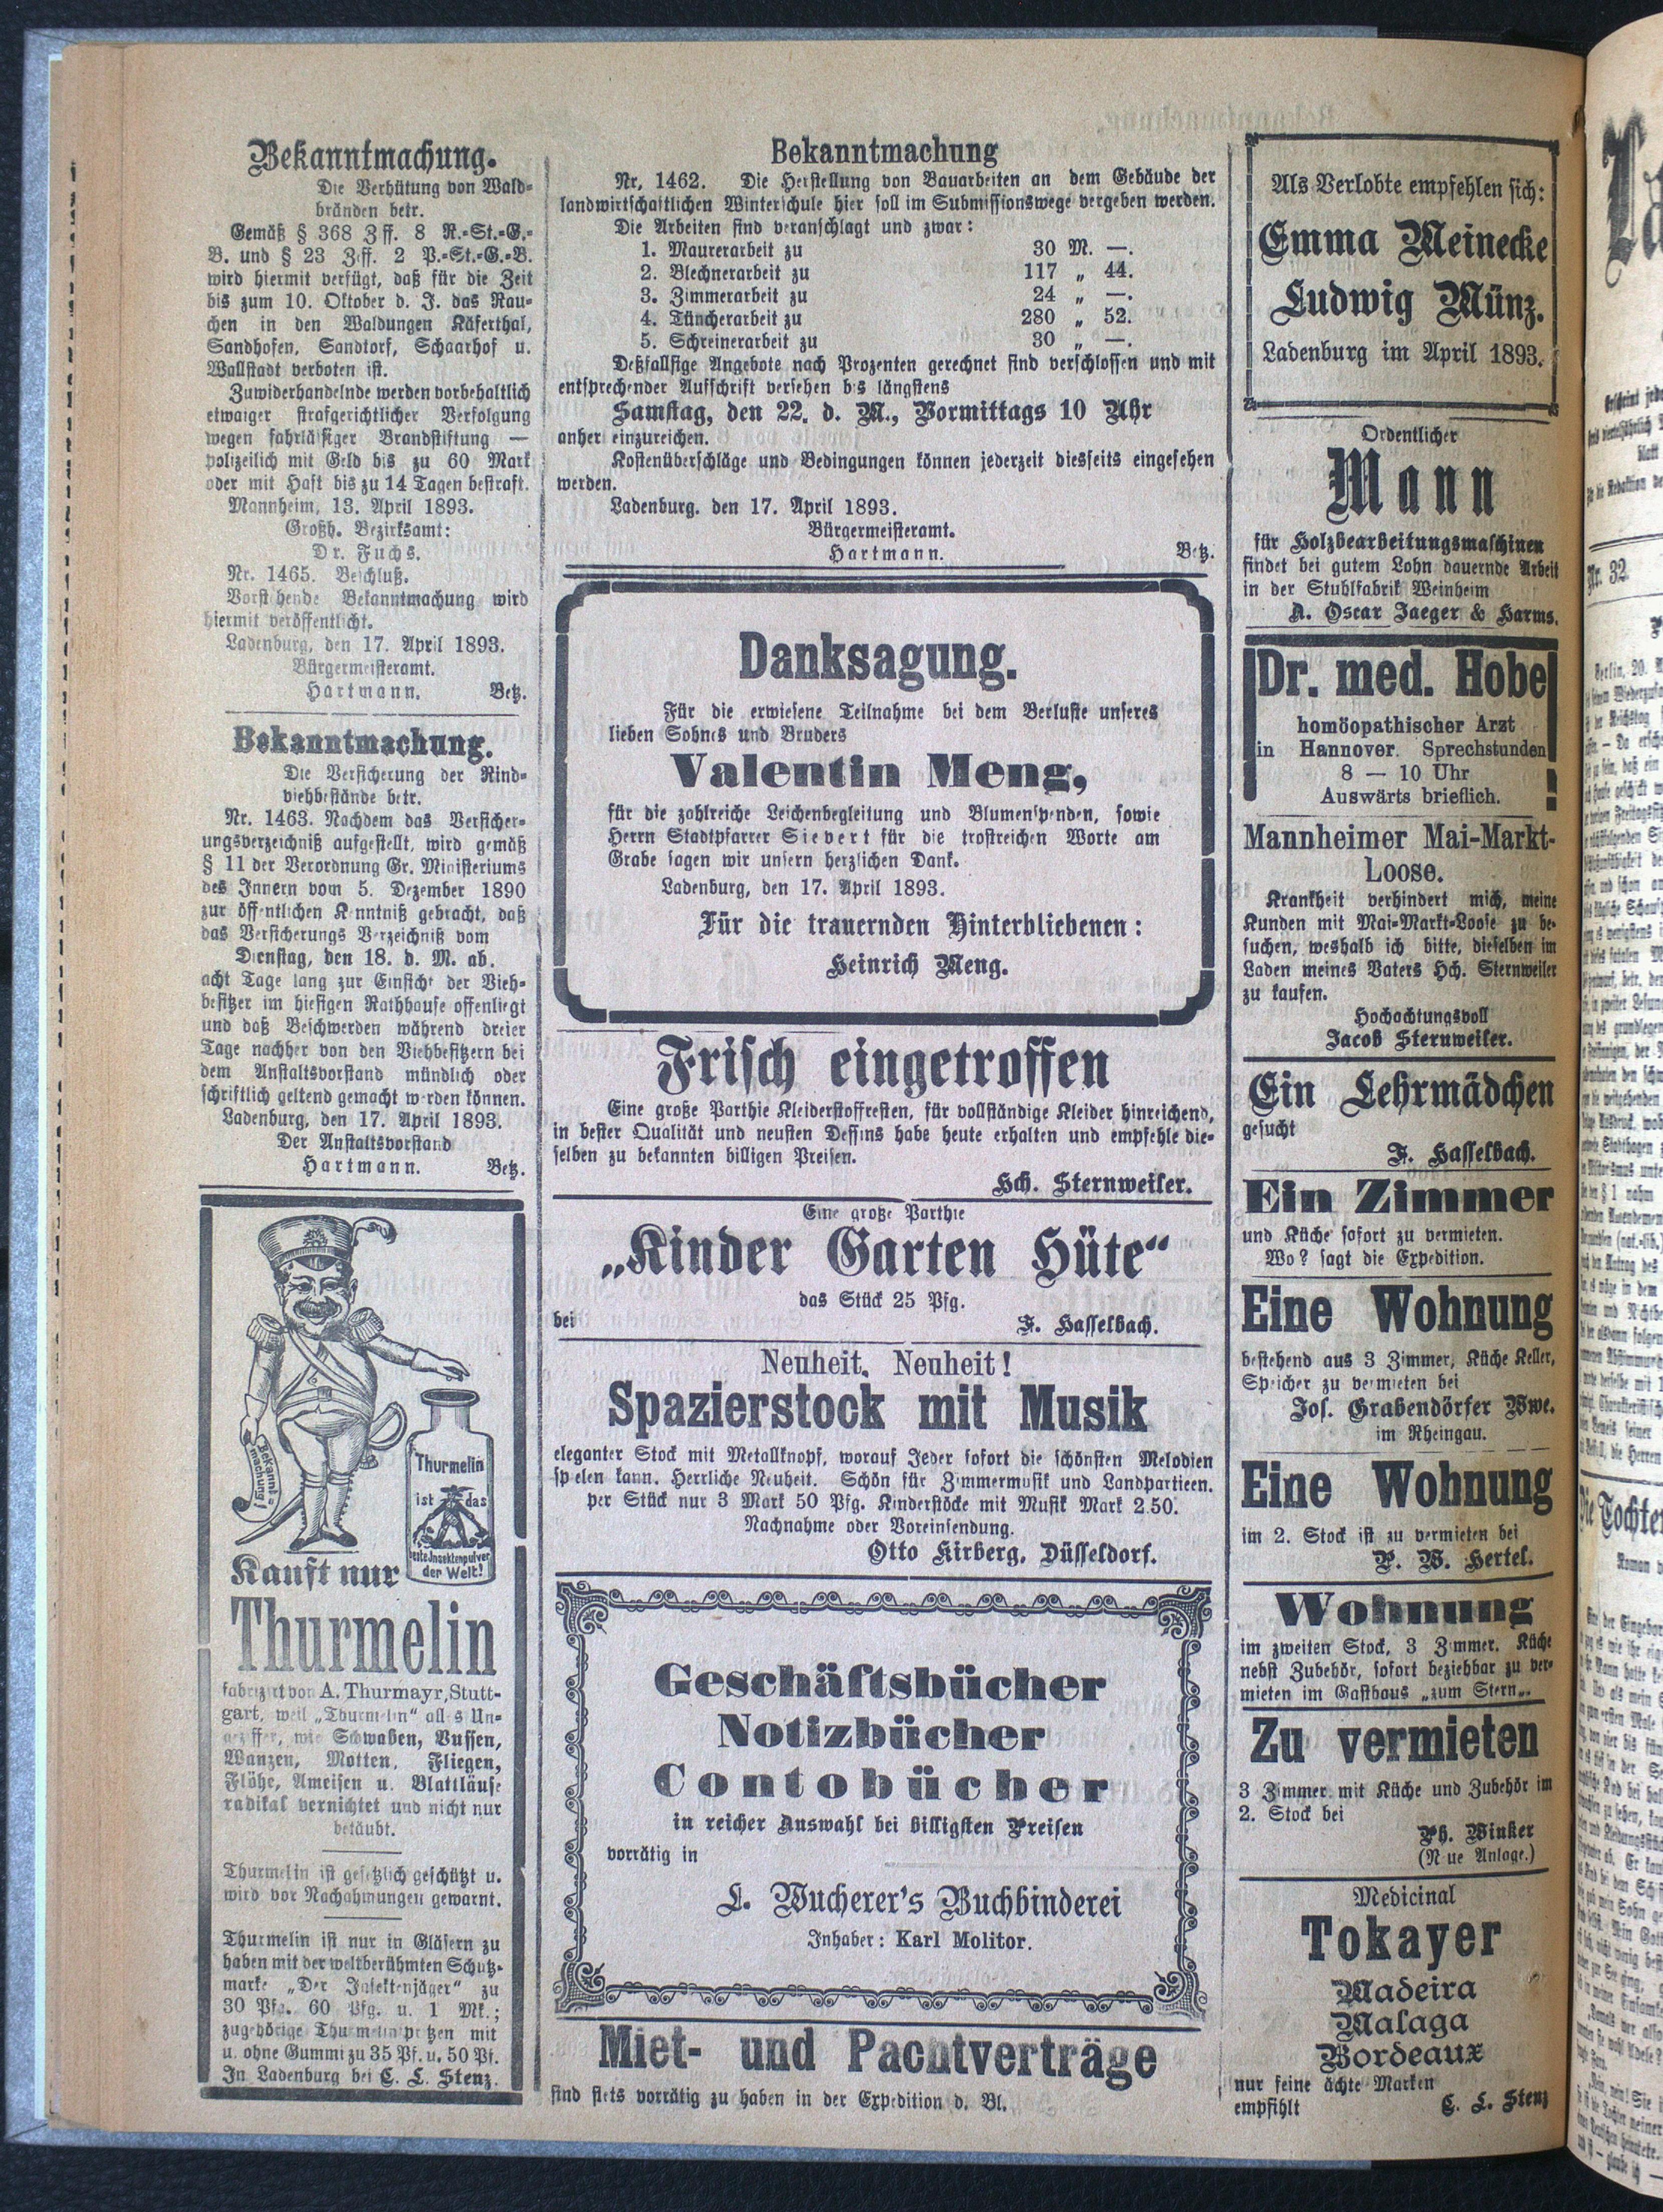 Bekanntmachung.
Die Verhütung von Wald-
bränden betr.
Gemäß § 368 Ziff. 8 R.-St.-G.-
B. und § 23 Ziff. 2 P.-St.-G.-B.
wird hiermit verfügt, daß für die Zeit
bis zum 10. Oktober d. J. das Rau-
chen in den Waldungen Käferthal,
Sandhofen, Sandtorf, Schaarhof u.
Wallstadt verboten ist.
Zuwiderhandelnde werden vorbehaltlich
etwaiger strafgerichtlicher Verfolgung
wegen fahrlässiger Brandstiftung —
polizeilich mit Geld bis zu 60 Mark
oder mit Haft bis zu 14 Tagen bestraft.
Mannheim, 13. April 1893.
Großh. Bezirksamt:
Dr. Fuchs.
Nr. 1465. Beschluß.
Vorstehende Bekanntmachung wird
hiermit veröffentlicht.
Ladenburg, den 17. April 1893.
Bürgermeisteramt.
Hartmann. Betz.
Bekanntmachung.
Die Versicherung der Rind-
viehbestände betr.
Nr. 1463. Nachdem das Versicher-
ungsverzeichniß aufgestellt, wird gemäß
§ 11 der Verordnung Gr. Ministeriums
des Innern vom 5. Dezember 1890
zur öffentlichen Kenntniß gebracht, daß
das Versicherungs Verzeichniß vom
Dienstag, den 18. d. M. ab.
acht Tage lang zur Einsicht der Vieh-
besitzer im hiesigen Rathhause offenliegt
und daß Beschwerden während dreier
Tage nachher von den Viehbesitzern bei
dem Anstaltsvorstand mündlich oder
schriftlich geltend gemacht werden können.
Ladenburg, den 17. April 1893.
Der Anstaltsvorstand
Hartmann. Betz.
Bekannt=
machung!
Thurmelin
ist das
beste Insektenpulver
der Welt!
Kauft nur
Thurmelin
fabrizirt von A. Thurmayr, Stutt-
gart, weil „Thurmelin“ alles Un-
geziffer, wie Schwaben, Russen,
Wanzen, Motten, Fliegen,
Flöhe, Ameisen u. Blattläuse
radikal vernichtet und nicht nur
betäubt.
Thurmelin ist gesetzlich geschützt u.
wird vor Nachahmungen gewarnt.
Thurmelin ist nur in Gläsern zu
haben mit der weltberühmten Schutz-
marke „Der Insektenjäger“ zu
30 Pfg. 60 Pfg. u. 1 Mk.;
zugehörige Thurmelinspritzen mit
u. ohne Gummi zu 35 Pf. u. 50 Pf.
In Ladenburg bei C. L. Stenz.
Bekanntmachung
Nr. 1462. Die Herstellung von Bauarbeiten an dem Gebäude der
landwirtschaftlichen Winterschule hier soll im Submissionswege vergeben werden.
Die Arbeiten sind veranschlagt und zwar:
1. Maurerarbeit zu 30 M. —.
2. Blechnerarbeit zu 117 „ 44.
3. Zimmerarbeit zu 24 „ —.
4. Tüncherarbeit zu 280 „ 52.
5. Schreinerarbeit zu 30 „ —.
Deßfallsige Angebote nach Prozenten gerechnet sind verschlossen und mit
entsprechender Aufschrift versehen bis längstens
Samstag, den 22. d. M., Vormittags 10 Uhr
anher einzureichen.
Kostenüberschläge und Bedingungen können jederzeit diesseits eingesehen
werden.
Ladenburg, den 17. April 1893.
Bürgermeisteramt.
Hartmann. Betz.
Danksagung.
Für die erwiesene Teilnahme bei dem Verluste unseres
lieben Sohnes und Bruders
Valentin Meng,
für die zahlreiche Leichenbegleitung und Blumenspenden, sowie
Herrn Stadtpfarrer Sievert für die trostreichen Worte am
Grabe sagen wir unsern herzlichen Dank.
Ladenburg, den 17. April 1893.
Für die trauernden Hinterbliebenen:
Heinrich Meng.
Frisch eingetroffen
Eine große Parthie Kleiderstoffresten, für vollständige Kleider hinreichend,
in bester Qualität und neusten Dessins habe heute erhalten und empfehle die-
selben zu bekannten billigen Preisen.
Hch. Sternweiler.
Eine große Parthie
„Kinder Garten Hüte“
das Stück 25 Pfg.
bei F. Hasselbach.
Neuheit. Neuheit!
Spazierstock mit Musik
eleganter Stock mit Metallknopf, worauf Jeder sofort die schönsten Melodien
spielen kann. Herrliche Neuheit. Schön für Zimmermusik und Landpartieen.
per Stück nur 3 Mark 50 Pfg. Kinderstöcke mit Musik Mark 2.50.
Nachnahme oder Voreinsendung.
Otto Kirberg, Düsseldorf.
Geschäftsbücher
Notizbücher
Contobücher
in reicher Auswahl bei billigsten Preisen
vorrätig in
L. Wucherer's Buchbinderei
Inhaber: Karl Molitor.
Miet- und Pachtverträge
sind stets vorrätig zu haben in der Expedition d. Bl.
Als Verlobte empfehlen sich:
Emma Meinecke
Ludwig Münz.
Ladenburg im April 1893.
Ordentlicher
Mann
für Holzbearbeitungsmaschinen
findet bei gutem Lohn dauernde Arbeit
in der Stuhlfabrik Weinheim
A. Oscar Jaeger & Harms.
Dr. med. Hobe
homöopathischer Arzt
in Hannover. Sprechstunden
8 — 10 Uhr
Auswärts brieflich. !
Mannheimer Mai-Markt-
Loose.
Krankheit verhindert mich, meine
Kunden mit Mai-Markt-Loose zu be-
suchen, weshalb ich bitte, dieselben im
Laden meines Vaters Hch. Sternweiler
zu kaufen.
Hochachtungsvoll
Jacob Sternweiler.
Ein Lehrmädchen
gesucht
F. Hasselbach.
Ein Zimmer
und Küche sofort zu vermieten.
Wo? sagt die Expedition.
Eine Wohnung
bestehend aus 3 Zimmer, Küche Keller,
Speicher zu vermieten bei
Jos. Grabendörfer Wwe.
im Rheingau.
Eine Wohnung
im 2. Stock ist zu vermieten bei
P. W. Hertel.
Wohnung
im zweiten Stock, 3 Zimmer, Küche
nebst Zubehör, sofort beziehbar zu ver-
mieten im Gasthaus „zum Stern„.
Zu vermieten
3 Zimmer mit Küche und Zubehör im
2. Stock bei
Ph. Winkler
(Neue Anlage.)
Medicinal
Tokayer
Madeira
Malaga
Bordeaux
nur feine ächte Marken
empfihlt C. L. Stenz
Nr. 32.